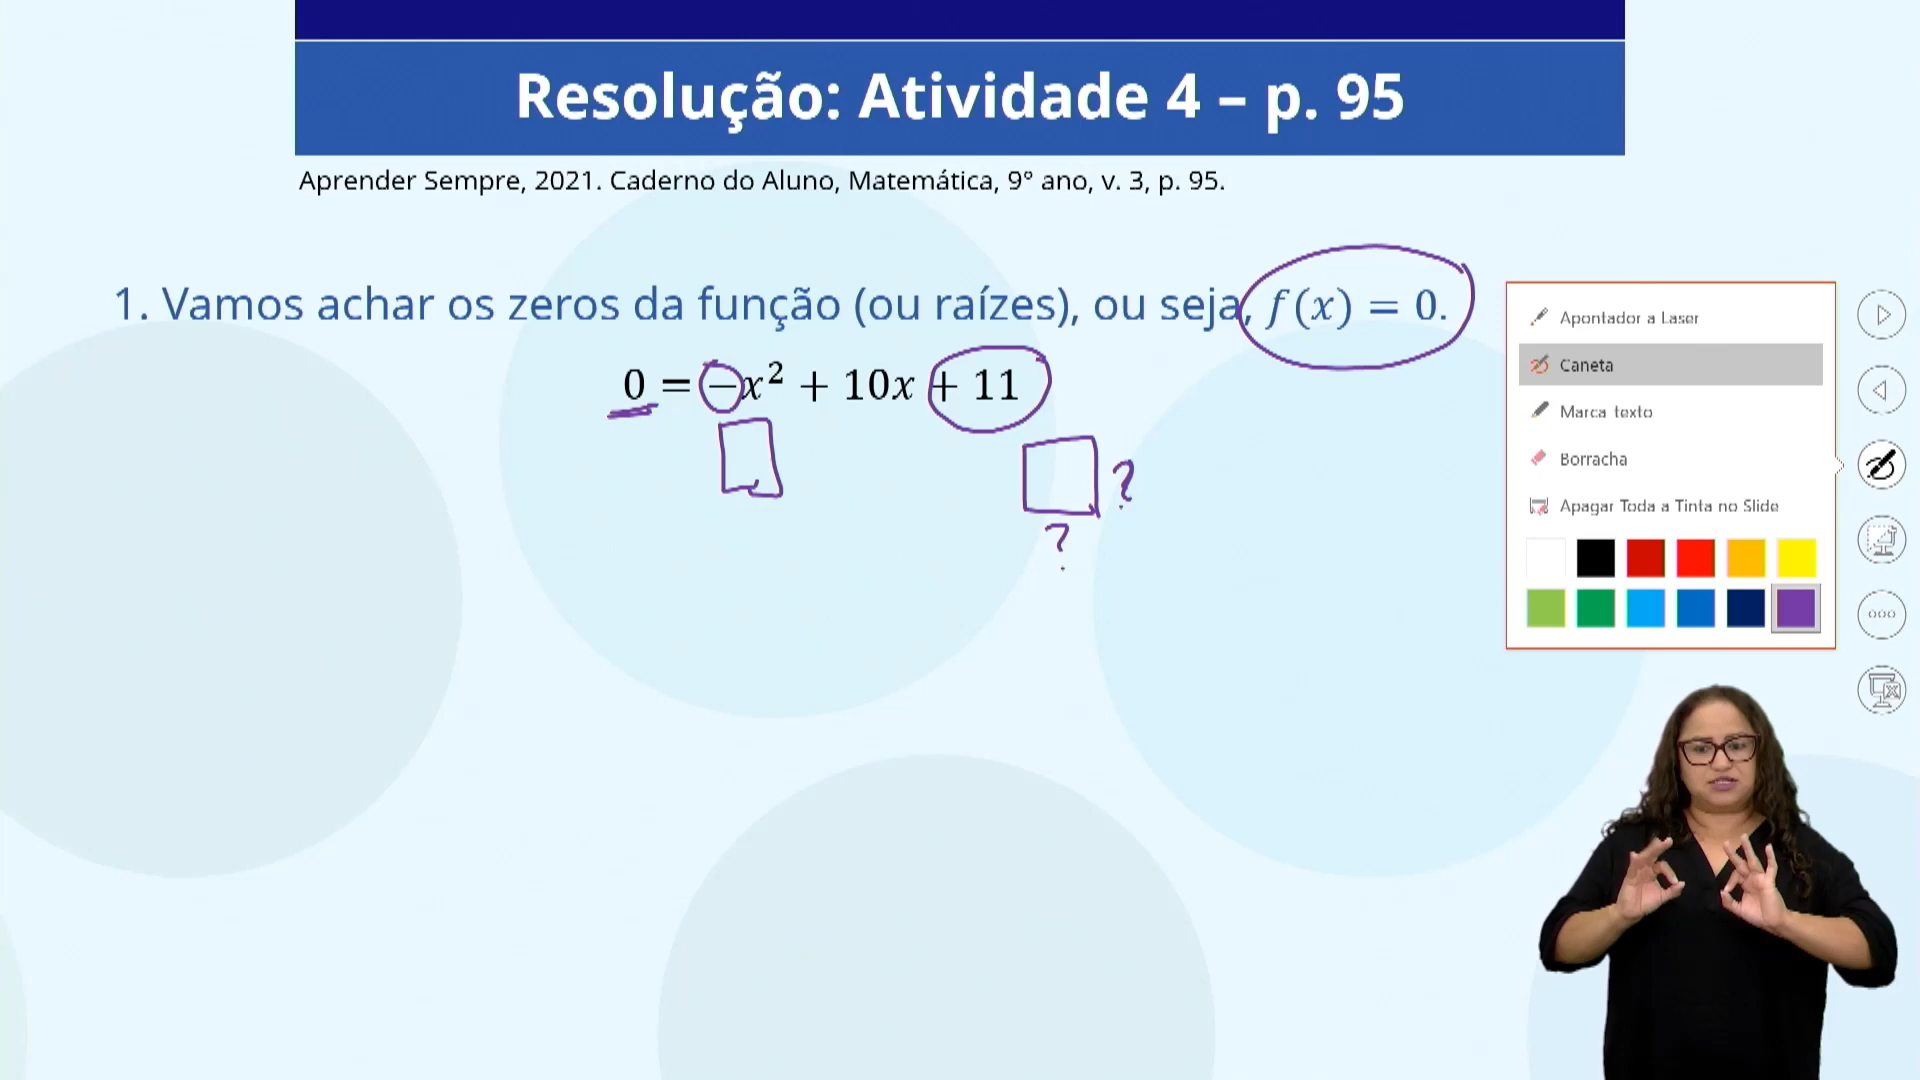 Resolução: Atividade 4 – p. 95
Aprender Sempre, 2021. Caderno do Aluno, Matemática, 9° ano, v. 3, p. 95.
1. Vamos achar os zeros da função (ou raízes), ou seja, f(x) = 0.
0 = −x² + 10x + 11
?
?
Apontador a Laser
Caneta
Marca texto
Borracha
Apagar Toda a Tinta no Slide